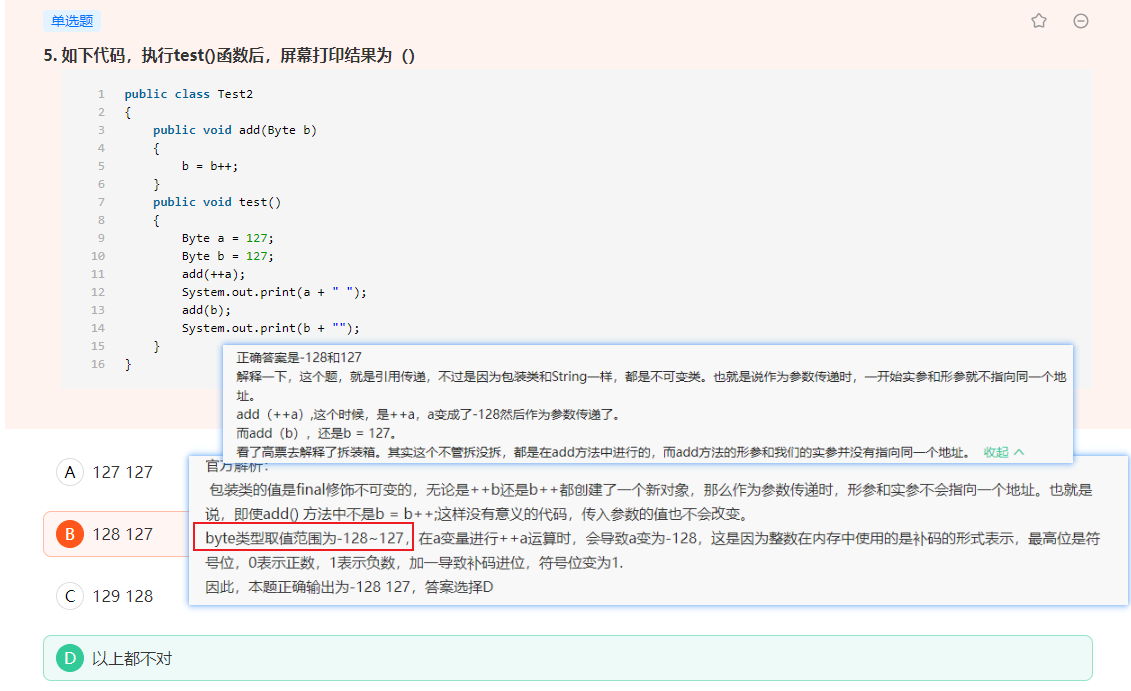 单选题
5. 如下代码，执行test()函数后，屏幕打印结果为（）
1 public class Test2
2 {
3 public void add(Byte b)
4 {
5 b = b++;
6 }
7 public void test()
8 {
9 Byte a = 127;
10 Byte b = 127;
11 add(++a);
12 System.out.print(a + " ");
13 add(b);
14 System.out.print(b + "");
15 }
16 }
正确答案是-128和127
解释一下，这个题，就是引用传递，不过是因为包装类和String一样，都是不可变类。也就是说作为参数传递时，一开始实参和形参就不指向同一个地
址。
add（++a）,这个时候，是++a，a变成了-128然后作为参数传递了。
而add（b），还是b = 127。
看了高票去解释了拆装箱。其实这个不管拆没拆，都是在add方法中进行的，而add方法的形参和我们的实参并没有指向同一个地址。 收起
官方解析：
包装类的值是final修饰不可变的，无论是++b还是b++都创建了一个新对象，那么作为参数传递时，形参和实参不会指向一个地址。也就是
说，即使add() 方法中不是b = b++;这样没有意义的代码，传入参数的值也不会改变。
byte类型取值范围为-128~127，在a变量进行++a运算时，会导致a变为-128，这是因为整数在内存中使用的是补码的形式表示，最高位是符
号位，0表示正数，1表示负数，加一导致补码进位，符号位变为1.
因此，本题正确输出为-128 127，答案选择D
A 127 127
B 128 127
C 129 128
D 以上都不对